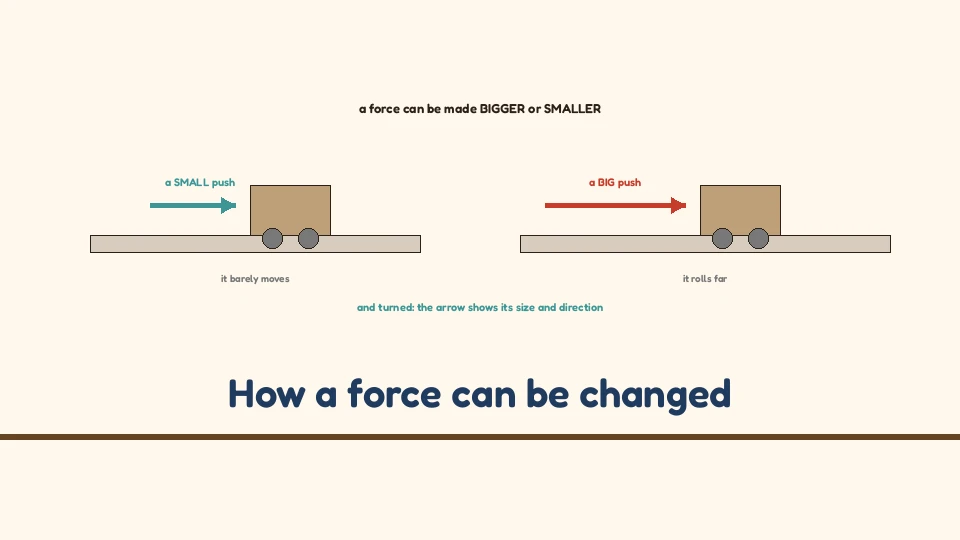 a force can be made BIGGER or SMALLER
a SMALL push
a BIG push
it barely moves
it rolls far
and turned: the arrow shows its size and direction
How a force can be changed